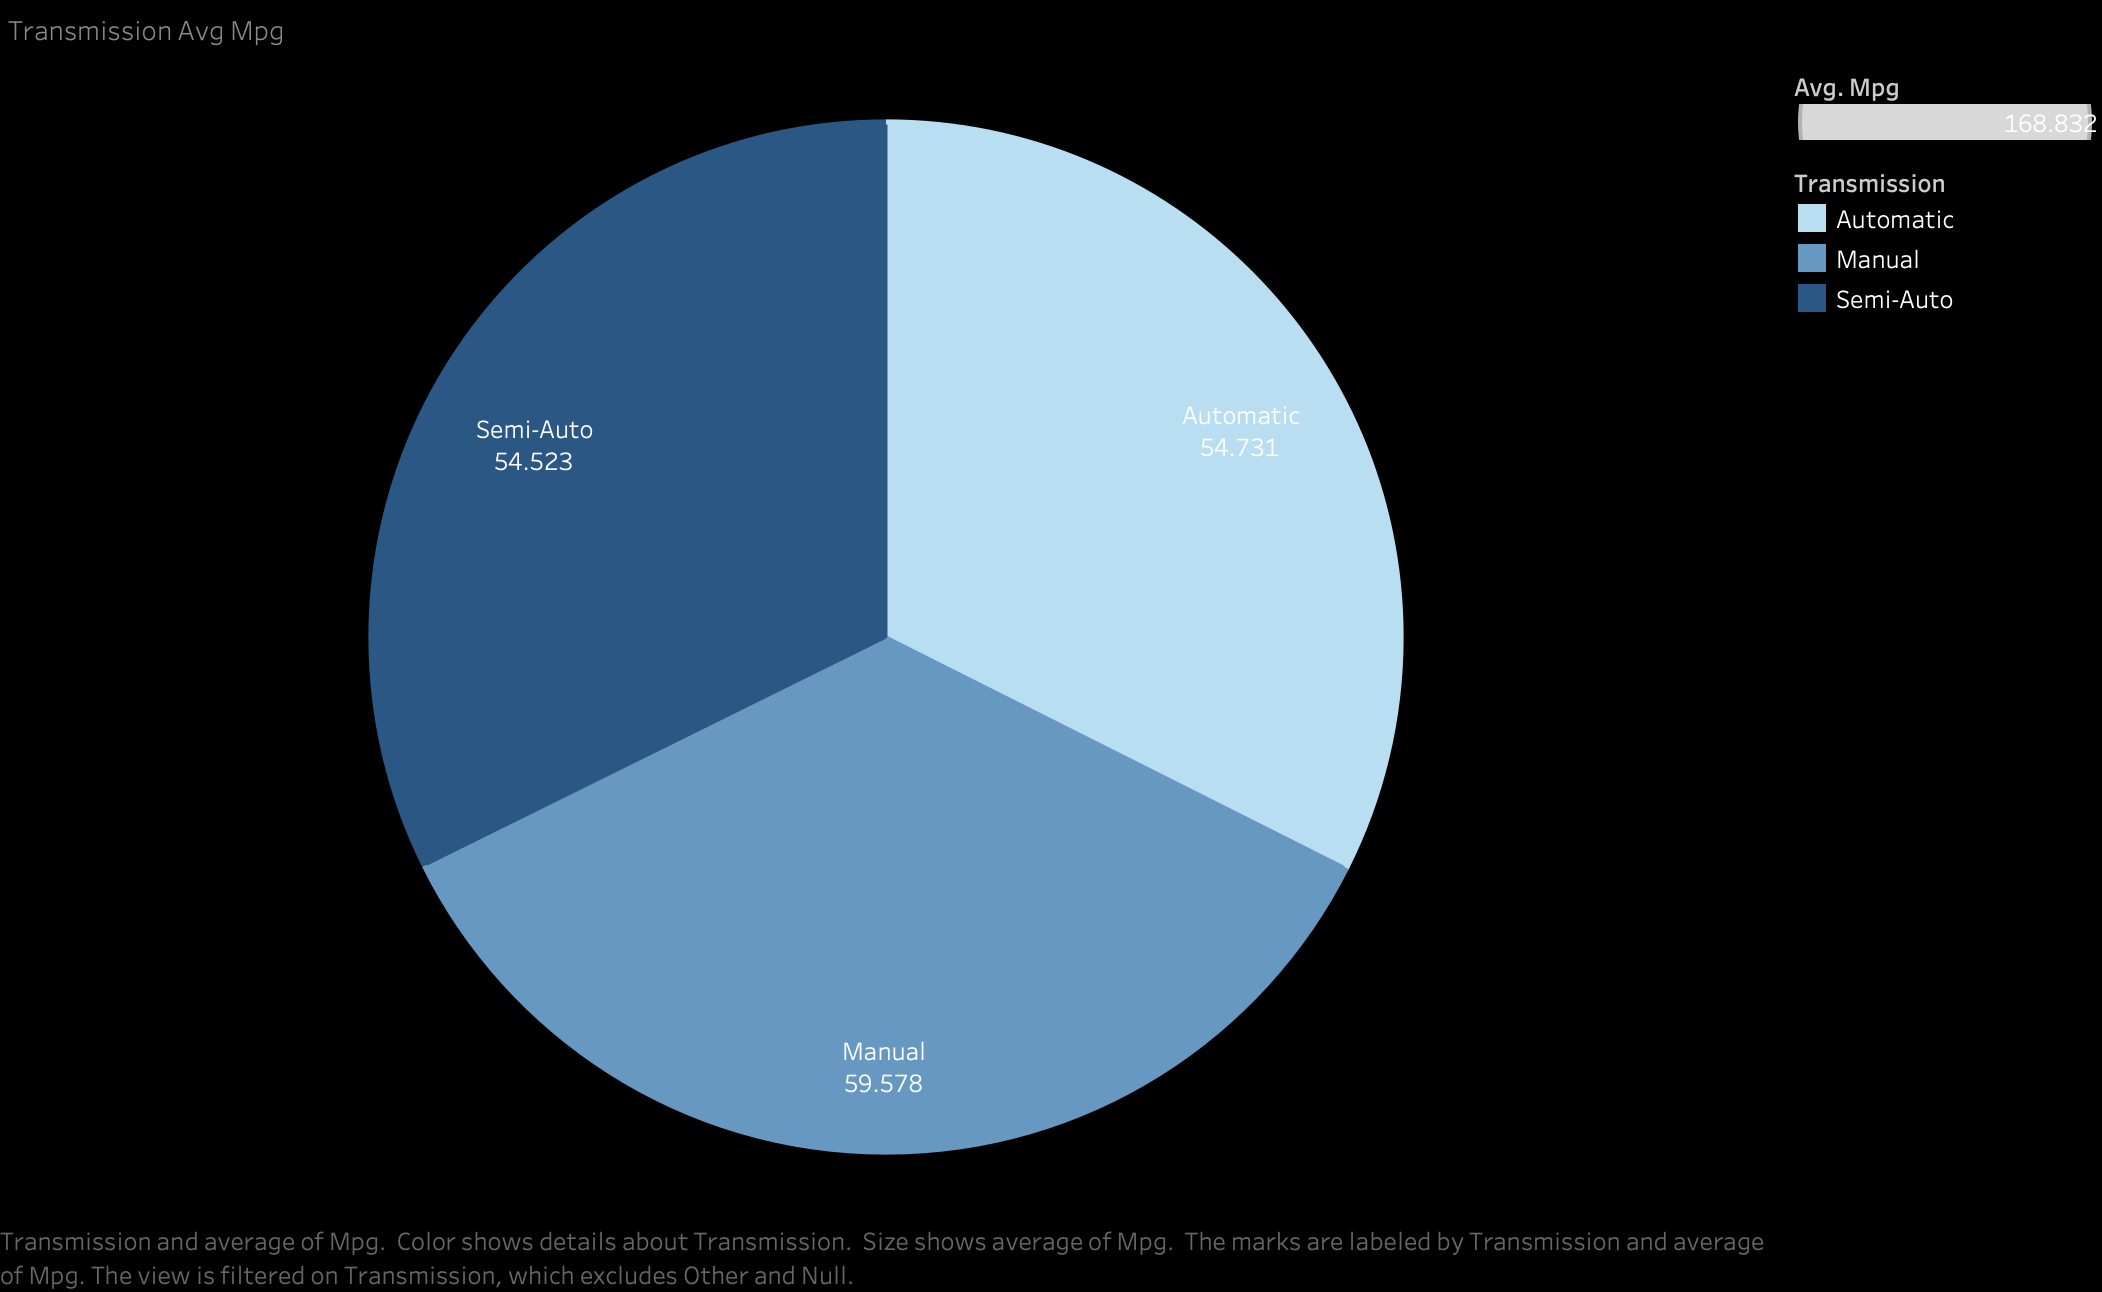 Transmission Avg Mpg
Avg. Mpg
168.832
Transmission
Automatic
Manual
Semi-Auto
Automatic
54.731
Semi-Auto
54.523
Manual
59.578
Transmission and average of Mpg.  Color shows details about Transmission.  Size shows average of Mpg.  The marks are labeled by Transmission and average
of Mpg. The view is filtered on Transmission, which excludes Other and Null.